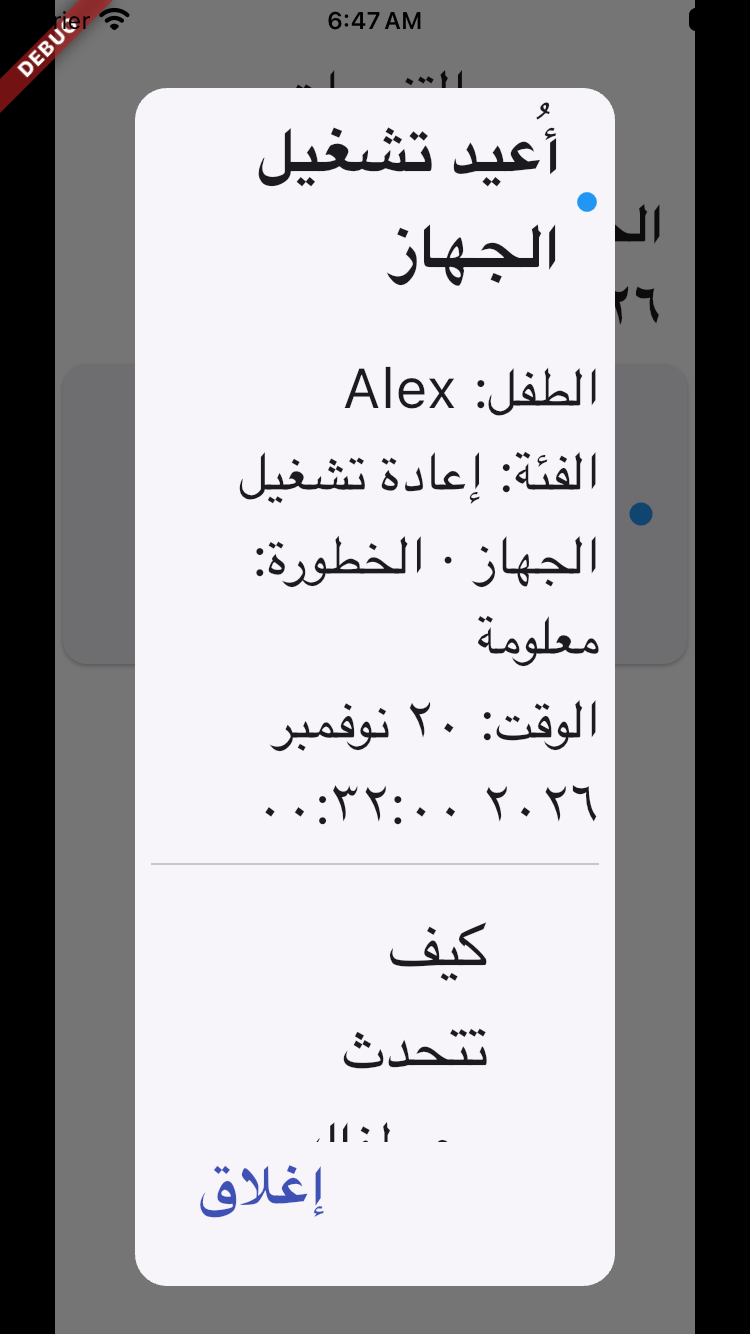 6:47 AM
DEBUG
أُعيد تشغيل
الجهاز
٢٦
الطفل: Alex
الفئة: إعادة تشغيل
الجهاز · الخطورة:
معلومة
الوقت: ٢٠ نوفمبر
٢٠٢٦ ٠٠:٣٢:٠٠
كيف
تتحدث
إغلاق